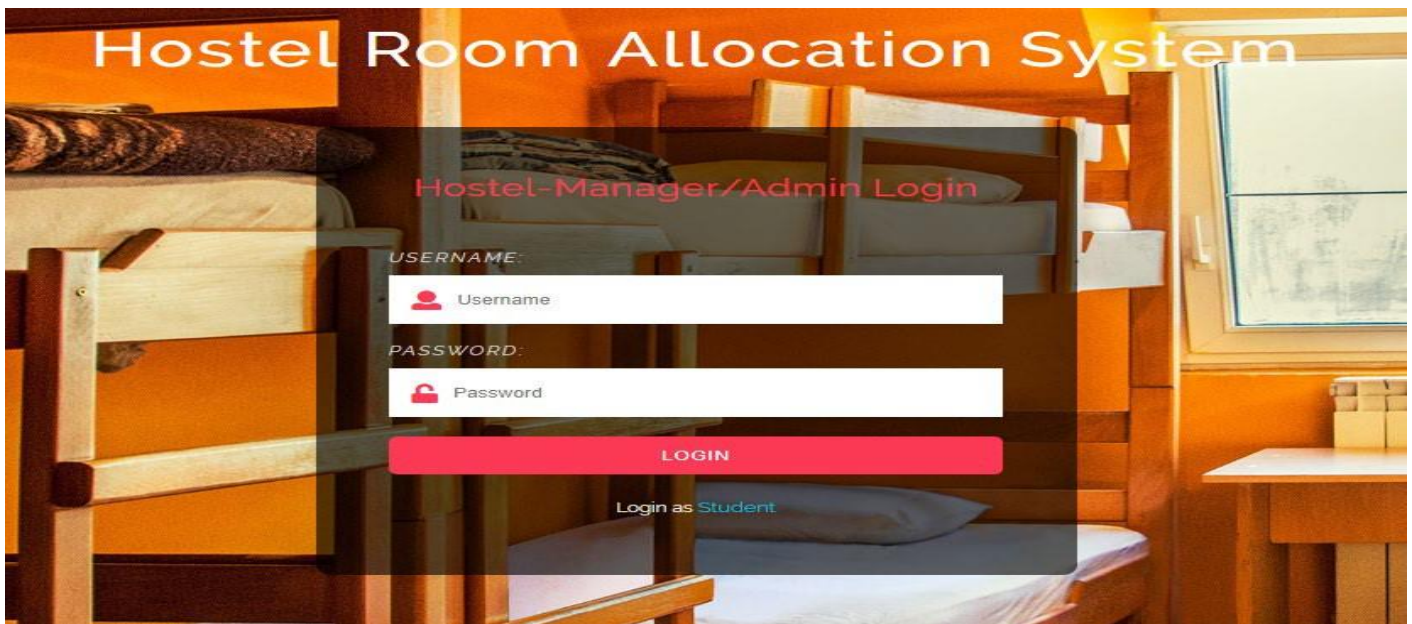 Hostel Room Allocation System
Hostel-Manager/Admin Login
USERNAME:
Username
PASSWORD:
Password
LOGIN
Login as Student